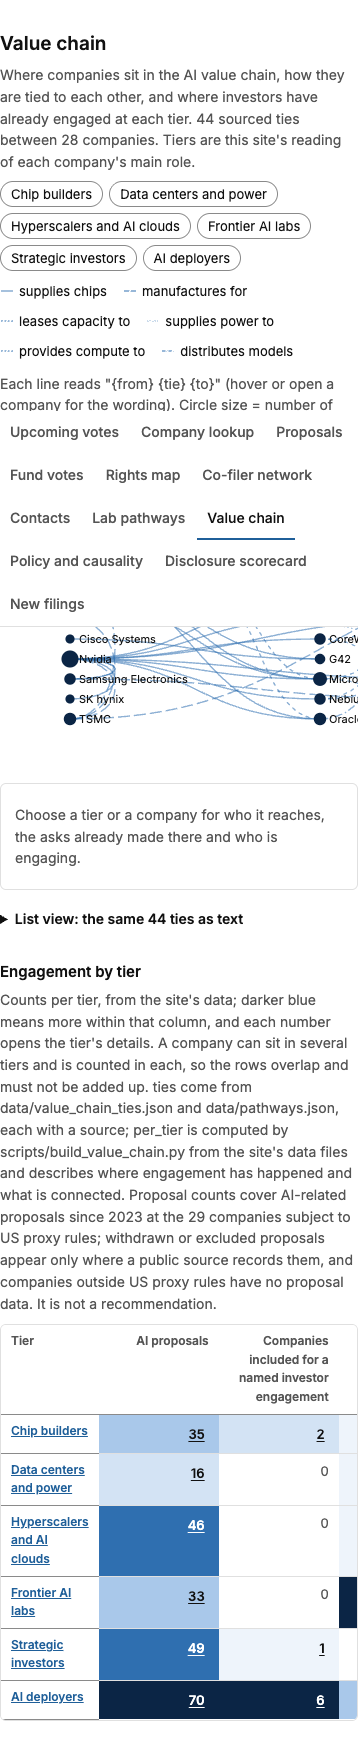 Value chain
Where companies sit in the AI value chain, how they
are tied to each other, and where investors have
already engaged at each tier. 44 sourced ties
between 28 companies. Tiers are this site's reading
of each company's main role.
Chip builders
Data centers and power
Hyperscalers and AI clouds
Frontier AI labs
Strategic investors
AI deployers
supplies chips
manufactures for
leases capacity to
supplies power to
provides compute to
distributes models
Each line reads "{from} {tie} {to}" (hover or open a
company for the wording). Circle size = number of
Upcoming votes
Company lookup
Proposals
Fund votes
Rights map
Co-filer network
Contacts
Lab pathways
Value chain
Policy and causality
Disclosure scorecard
New filings
Cisco Systems
Nvidia
G42
Samsung Electronics
SK hynix
TSMC
Choose a tier or a company for who it reaches,
the asks already made there and who is
engaging.
List view: the same 44 ties as text
Engagement by tier
Counts per tier, from the site's data; darker blue
means more within that column, and each number
opens the tier's details. A company can sit in several
tiers and is counted in each, so the rows overlap and
must not be added up. ties come from
data/value_chain_ties.json and data/pathways.json,
each with a source; per_tier is computed by
scripts/build_value_chain.py from the site's data files
and describes where engagement has happened and
what is connected. Proposal counts cover AI-related
proposals since 2023 at the 29 companies subject to
US proxy rules; withdrawn or excluded proposals
appear only where a public source records them, and
companies outside US proxy rules have no proposal
data. It is not a recommendation.
Tier
AI proposals
Companies
included for a
named investor
engagement
Chip builders
35
2
Data centers
and power
16
0
Hyperscalers
and AI
clouds
46
0
Frontier AI
labs
33
0
Strategic
investors
49
1
AI deployers
70
6